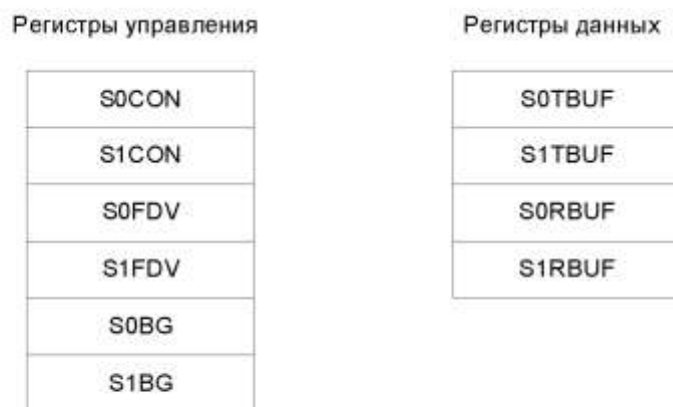 Регистры управления
S0CON
S1CON
S0FDV
S1FDV
S0BG
S1BG
Регистры данных
S0TBUF
S1TBUF
S0RBUF
S1RBUF